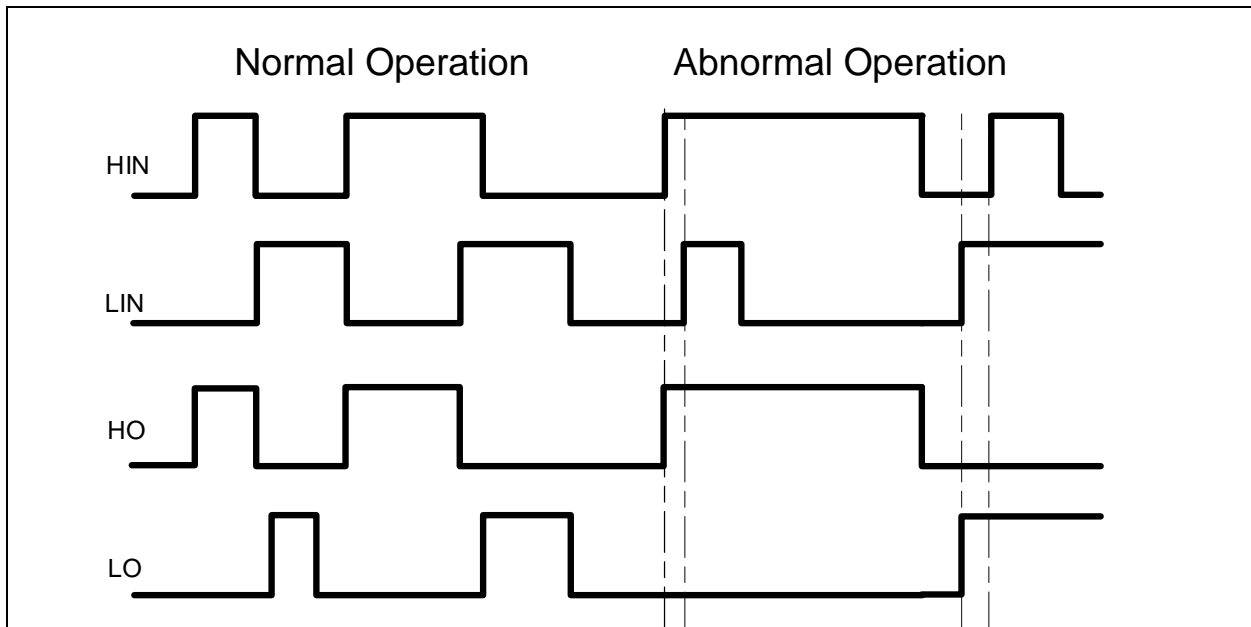 Normal Operation
Abnormal Operation
HIN
LIN
HO
LO